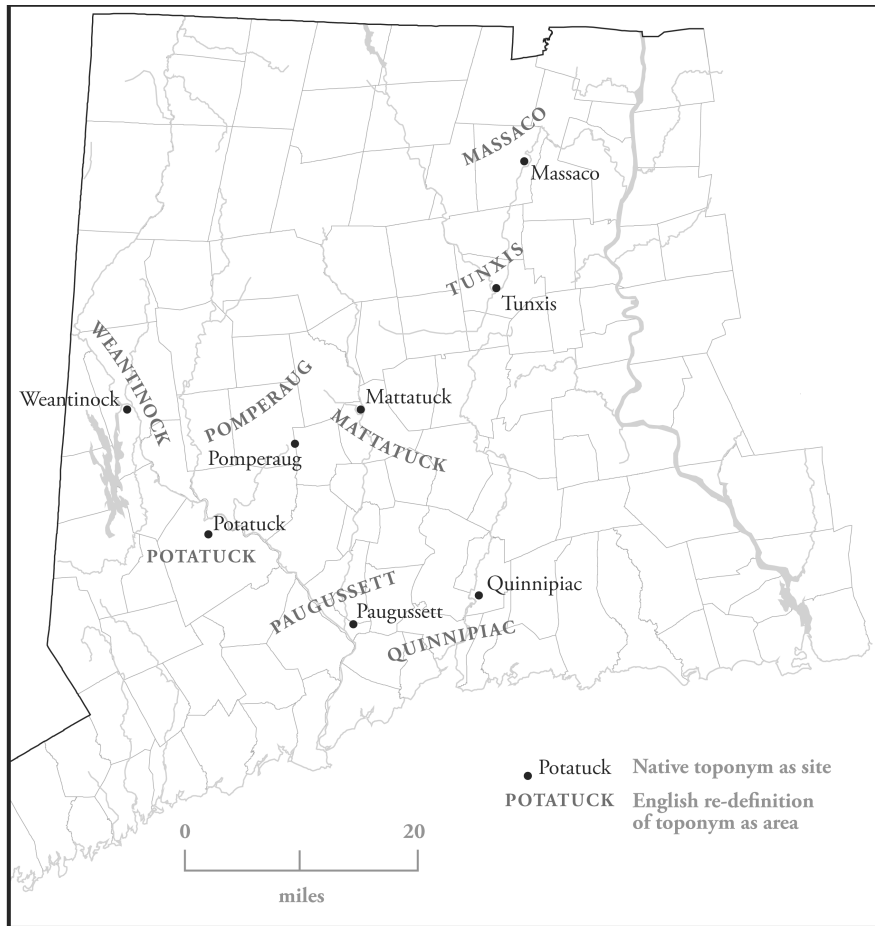 MASSACO
Massaco
TUNXIS
Tunxis
WEANTINOCK
Weantinock
POMPERAUG
Mattatuck
MATTATUCK
Pomperaug
Potatuck
POTATUCK
PAUGUSSETT
Quinnipiac
Paugussett
QUINNIPIAC
Potatuck Native toponym as site
POTATUCK English re-definition
of toponym as area
0 20
miles